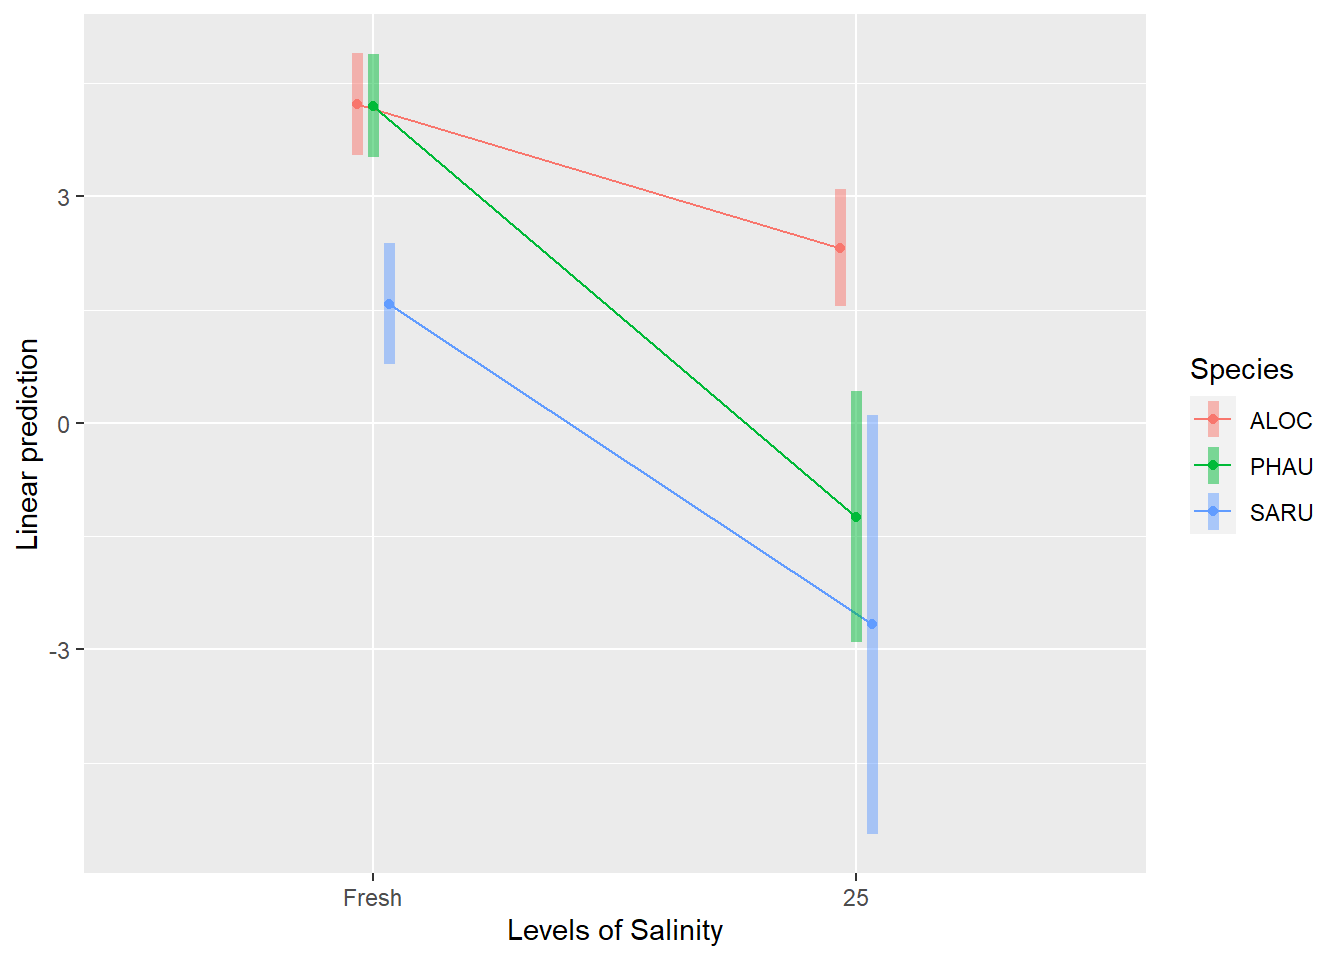 Linear prediction
3
0
-3
Fresh
25
Levels of Salinity
Species
ALOC
PHAU
SARU